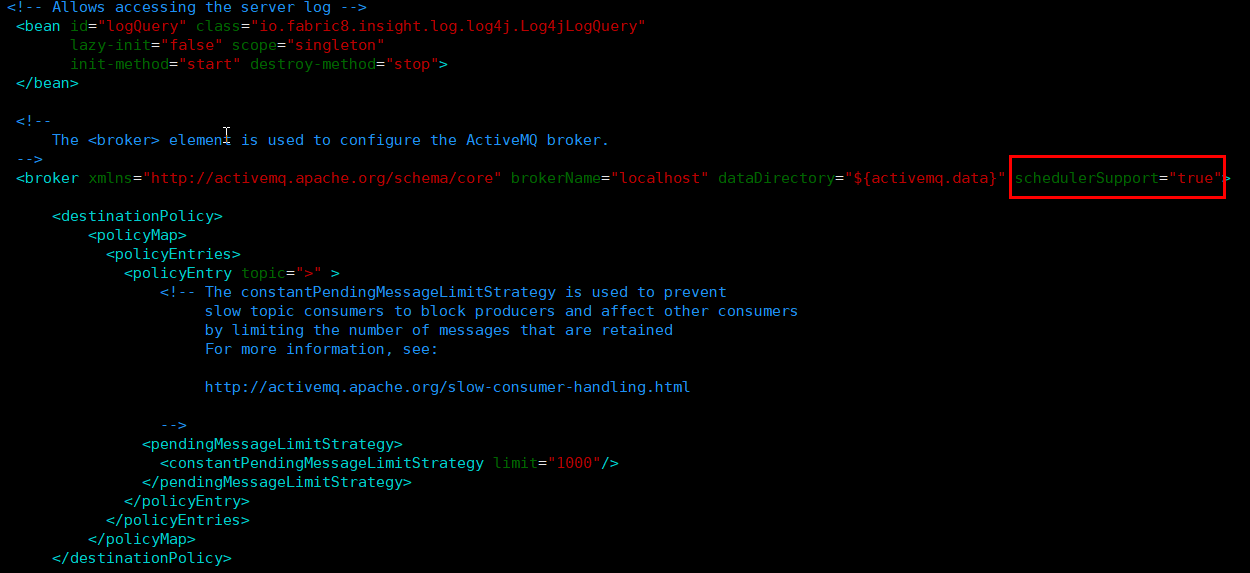 <!-- Allows accessing the server log -->
<bean id="logQuery" class="io.fabric8.insight.log.log4j.Log4jLogQuery"
lazy-init="false" scope="singleton"
init-method="start" destroy-method="stop">
</bean>
<!--
The <broker> element is used to configure the ActiveMQ broker.
-->
<broker xmlns="http://activemq.apache.org/schema/core" brokerName="localhost" dataDirectory="${activemq.data}" schedulerSupport="true">
<destinationPolicy>
<policyMap>
<policyEntries>
<policyEntry topic=">" >
<!-- The constantPendingMessageLimitStrategy is used to prevent
slow topic consumers to block producers and affect other consumers
by limiting the number of messages that are retained
For more information, see:
http://activemq.apache.org/slow-consumer-handling.html
-->
<pendingMessageLimitStrategy>
<constantPendingMessageLimitStrategy limit="1000"/>
</pendingMessageLimitStrategy>
</policyEntry>
</policyEntries>
</policyMap>
</destinationPolicy>